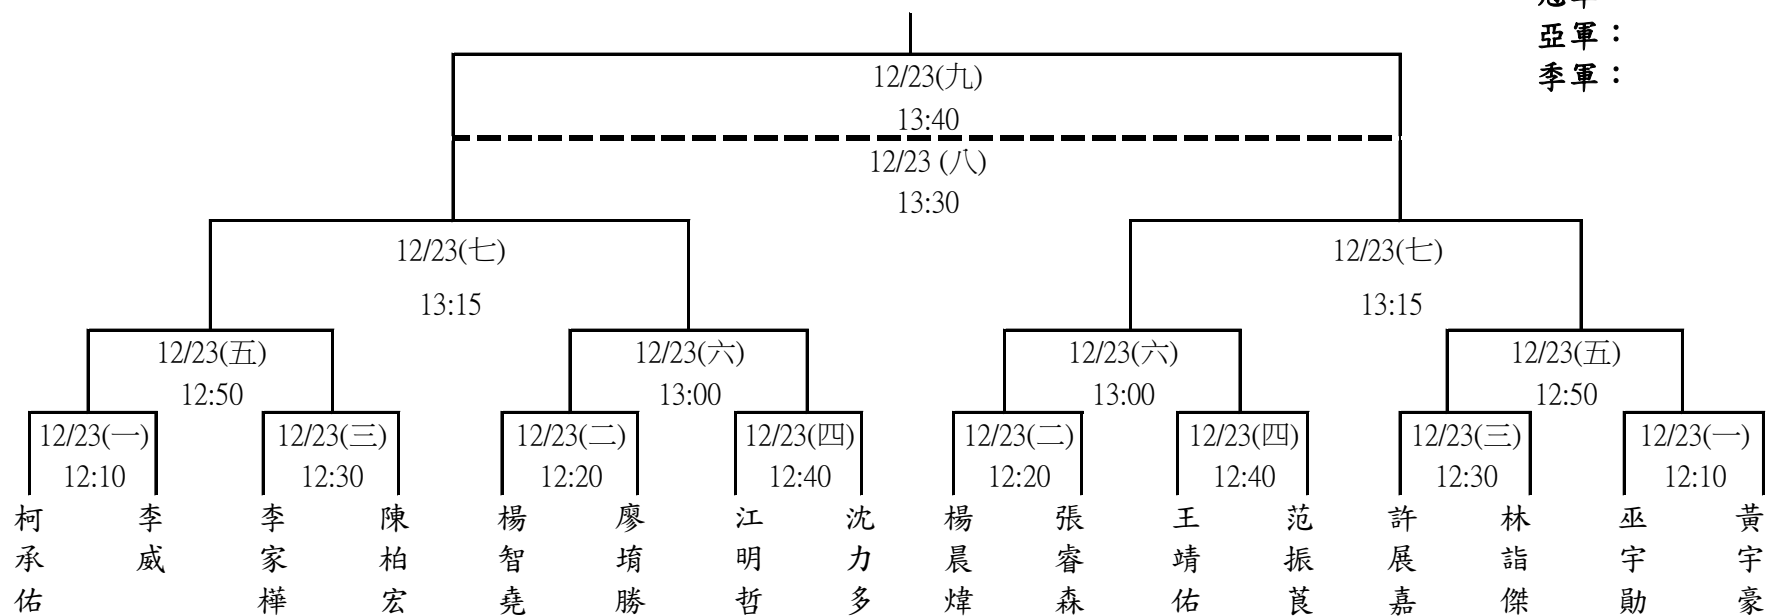 亞軍：
季軍：
12/23(九)
13:40
12/23 (八)
13:30
12/23(七)
13:15
12/23(七)
13:15
12/23(五)
12:50
12/23(六)
13:00
12/23(六)
13:00
12/23(五)
12:50
12/23(一)
12:10
12/23(三)
12:30
12/23(二)
12:20
12/23(四)
12:40
12/23(二)
12:20
12/23(四)
12:40
12/23(三)
12:30
12/23(一)
12:10
柯承佑
李威
李家樺
陳柏宏
楊智堯
廖堉勝
江明哲
沈力多
楊晨煒
張睿森
王靖佑
范振莨
許展嘉
林詣傑
巫宇勛
黃宇豪